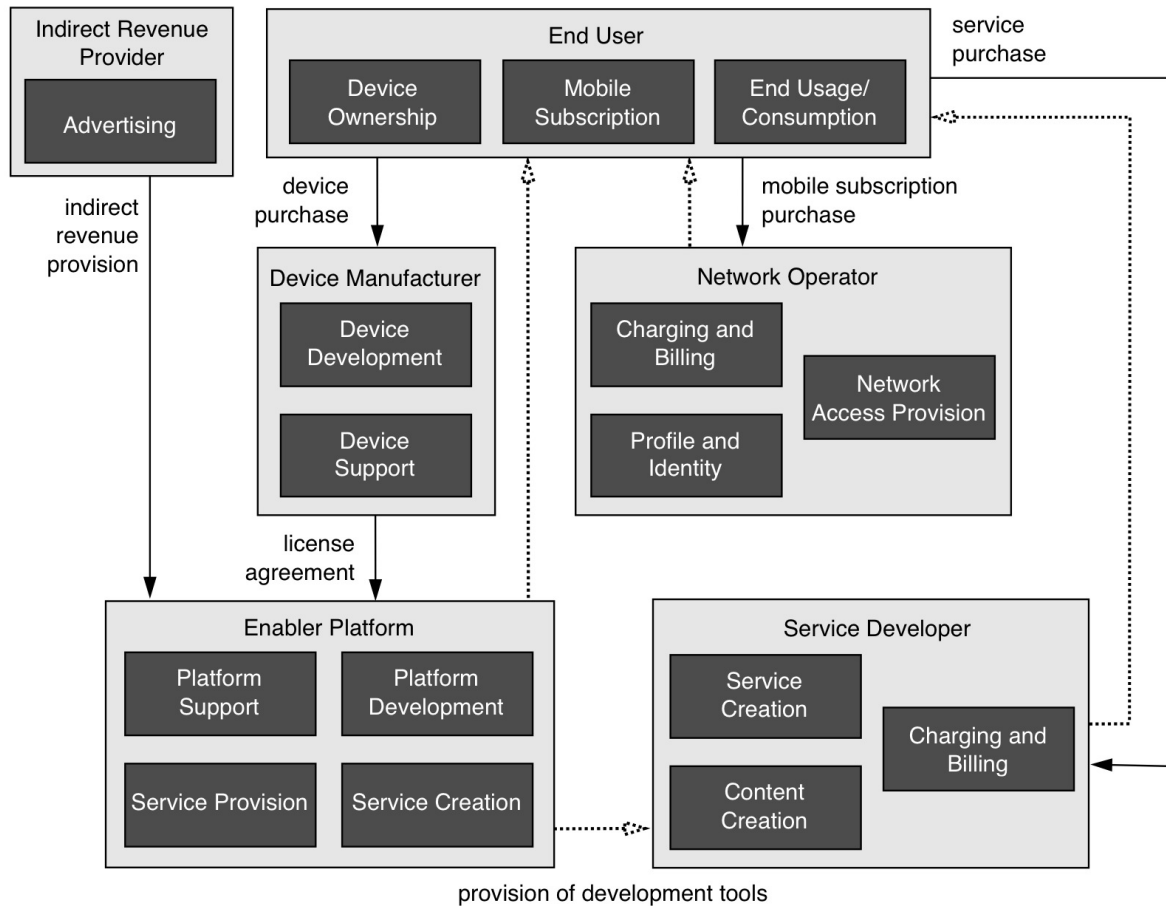 Indirect Revenue
Provider
Advertising
End User
Device
Ownership
Mobile
Subscription
End Usage/
Consumption
service
purchase
indirect
revenue
provision
device
purchase
mobile subscription
purchase
Device Manufacturer
Device
Development
Device
Support
Network Operator
Charging and
Billing
Network
Access Provision
Profile and
Identity
license
agreement
Enabler Platform
Platform
Support
Platform
Development
Service Provision
Service Creation
Service Developer
Service
Creation
Charging and
Billing
Content
Creation
provision of development tools